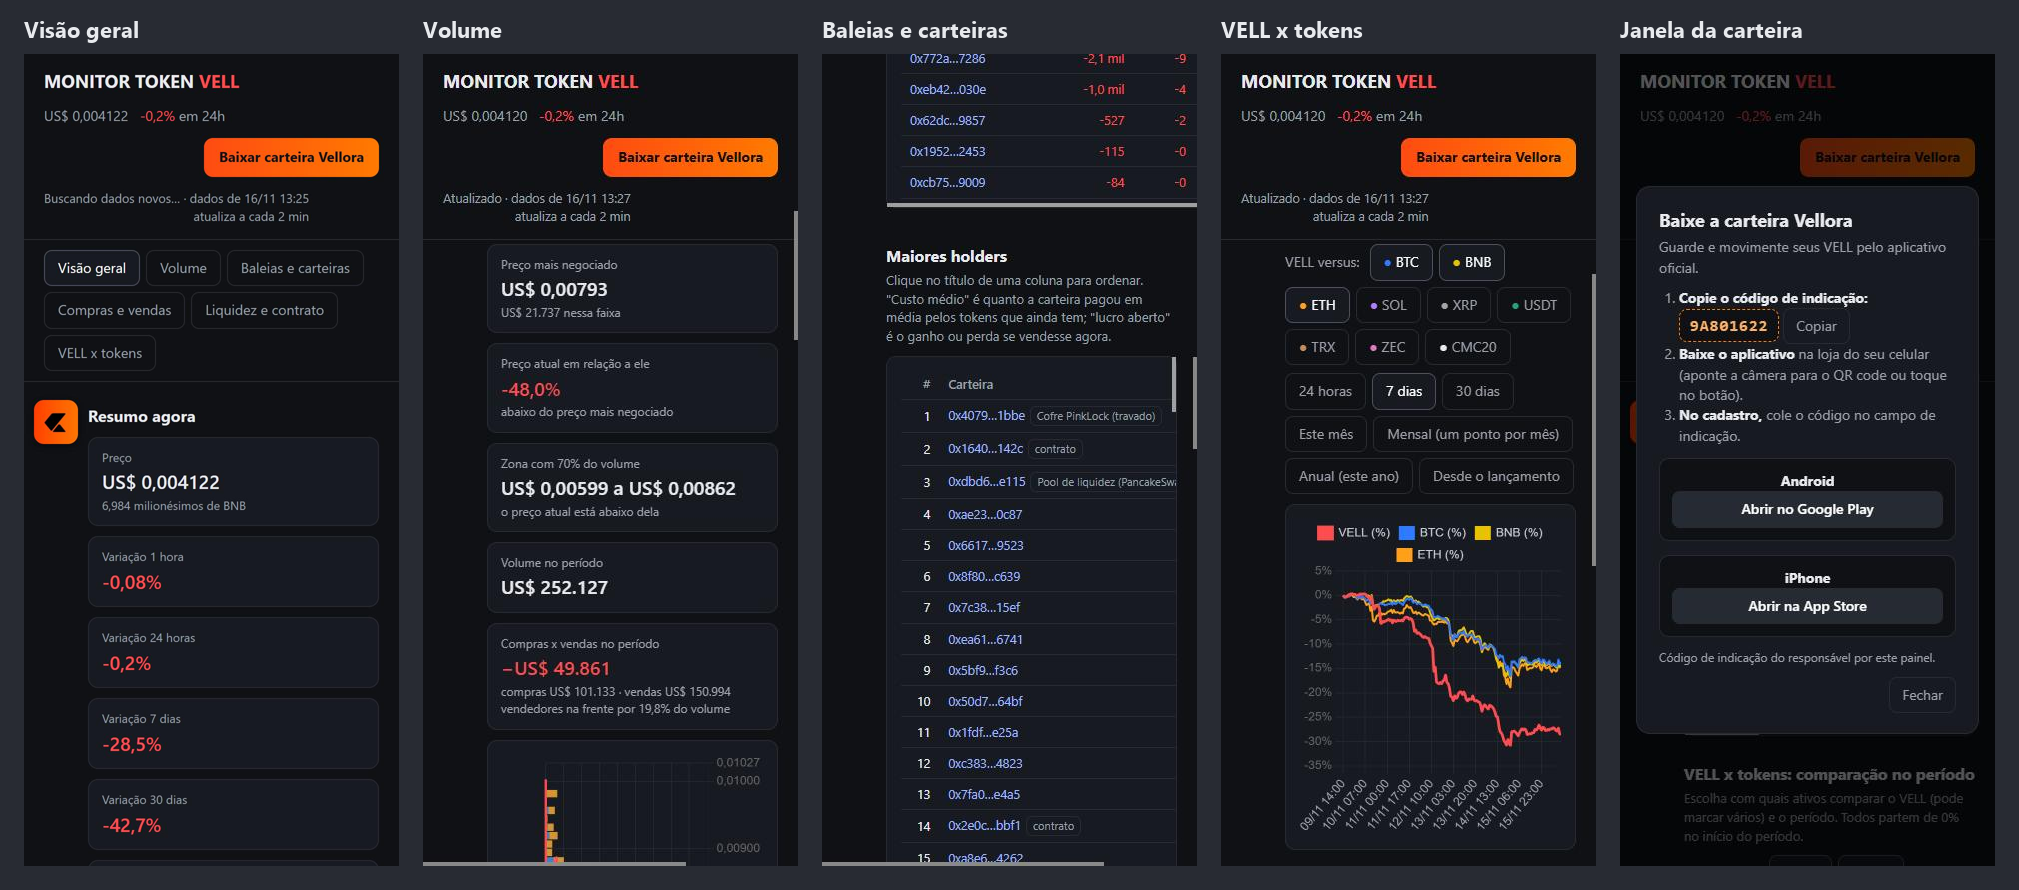 Visão geral
MONITOR TOKEN VELL
US$ 0,004122 -0,2% em 24h
Baixar carteira Vellora
Buscando dados novos... · dados de 16/11 13:25
atualiza a cada 2 min
Visão geral
Volume
Baleias e carteiras
Compras e vendas
Liquidez e contrato
VELL x tokens
Resumo agora
Preço
US$ 0,004122
6,984 milionésimos de BNB
Variação 1 hora
-0,08%
Variação 24 horas
-0,2%
Variação 7 dias
-28,5%
Variação 30 dias
-42,7%
Volume
MONITOR TOKEN VELL
US$ 0,004120 -0,2% em 24h
Baixar carteira Vellora
Atualizado · dados de 16/11 13:27
atualiza a cada 2 min
Preço mais negociado
US$ 0,00793
US$ 21.737 nessa faixa
Preço atual em relação a ele
-48,0%
abaixo do preço mais negociado
Zona com 70% do volume
US$ 0,00599 a US$ 0,00862
o preço atual está abaixo dela
Volume no período
US$ 252.127
Compras x vendas no período
−US$ 49.861
compras US$ 101.133 · vendas US$ 150.994
vendedores na frente por 19,8% do volume
0,01027
0,01000
0,00900
Baleias e carteiras
0x772a...7286 -2,1 mil -9
0xeb42...030e -1,0 mil -4
0x62dc...9857 -527 -2
0x1952...2453 -115 -0
0xcb75...9009 -84 -0
Maiores holders
Clique no título de uma coluna para ordenar.
"Custo médio" é quanto a carteira pagou em
média pelos tokens que ainda tem; "lucro aberto"
é o ganho ou perda se vendesse agora.
# Carteira
1 0x4079...1bbe Cofre PinkLock (travado)
2 0x1640...142c contrato
3 0xdbd6...e115 Pool de liquidez (PancakeSwa
4 0xae23...0c87
5 0x6617...9523
6 0x8f80...c639
7 0x7c38...15ef
8 0xea61...6741
9 0x5bf9...f3c6
10 0x50d7...64bf
11 0x1fdf...e25a
12 0xc383...4823
13 0x7fa0...e4a5
14 0x2e0c...bbf1 contrato
15 0xa8e6...4262
VELL x tokens
MONITOR TOKEN VELL
US$ 0,004120 -0,2% em 24h
Baixar carteira Vellora
Atualizado · dados de 16/11 13:27
atualiza a cada 2 min
VELL versus: BTC BNB
ETH SOL XRP USDT
TRX ZEC CMC20
24 horas 7 dias 30 dias
Este mês Mensal (um ponto por mês)
Anual (este ano) Desde o lançamento
VELL (%) BTC (%) BNB (%)
ETH (%)
5%
0%
-5%
-10%
-15%
-20%
-25%
-30%
-35%
09/11 14:00
10/11 07:00
11/11 00:00
11/11 17:00
12/11 10:00
13/11 03:00
13/11 20:00
14/11 13:00
15/11 06:00
15/11 23:00
Janela da carteira
MONITOR TOKEN VELL
US$ 0,004120 -0,2% em 24h
Baixar carteira Vellora
Baixe a carteira Vellora
Guarde e movimente seus VELL pelo aplicativo
oficial.
1. Copie o código de indicação:
9A801622 Copiar
2. Baixe o aplicativo na loja do seu celular
(aponte a câmera para o QR code ou toque
no botão).
3. No cadastro, cole o código no campo de
indicação.
Android
Abrir no Google Play
iPhone
Abrir na App Store
Código de indicação do responsável por este painel.
Fechar
VELL x tokens: comparação no período
Escolha com quais ativos comparar o VELL (pode
marcar vários) e o período. Todos partem de 0%
no início do período.